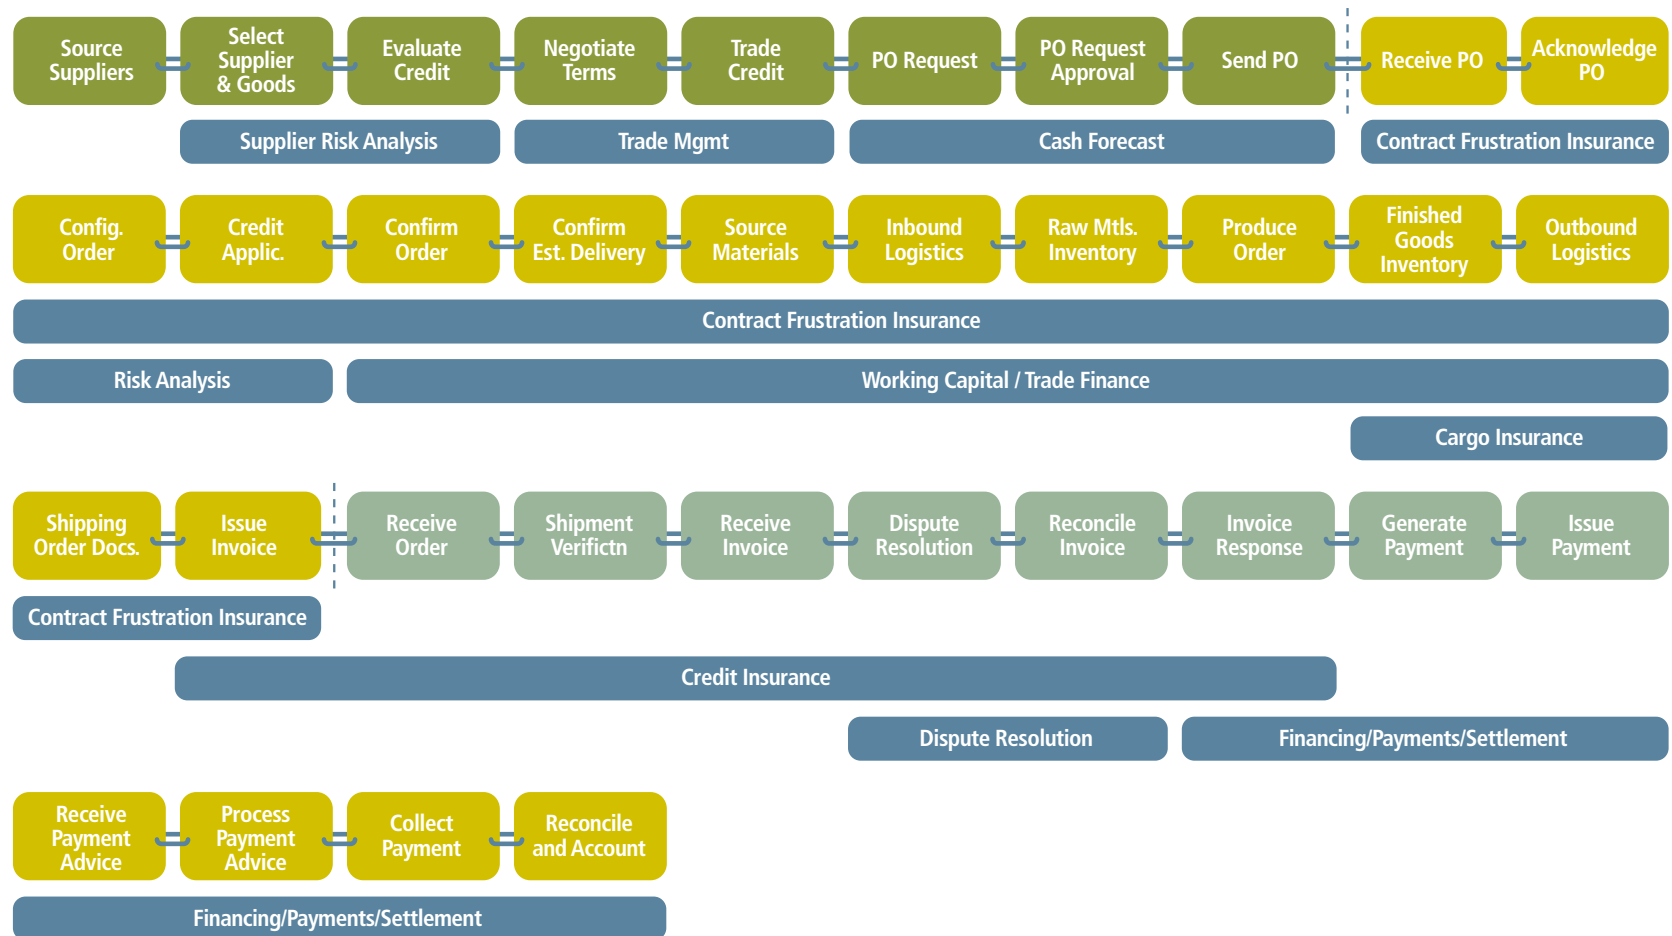 Source
Suppliers
Select
Supplier
& Goods
Evaluate
Credit
Negotiate
Terms
Trade
Credit
PO Request
PO Request
Approval
Send PO
Receive PO
Acknowledge
PO
Supplier Risk Analysis
Trade Mgmt
Cash Forecast
Contract Frustration Insurance
Config.
Order
Credit
Applic.
Confirm
Order
Confirm
Est. Delivery
Source
Materials
Inbound
Logistics
Raw Mtls.
Inventory
Produce
Order
Finished
Goods
Inventory
Outbound
Logistics
Contract Frustration Insurance
Risk Analysis
Working Capital / Trade Finance
Cargo Insurance
Shipping
Order Docs.
Issue
Invoice
Receive
Order
Shipment
Verifictn
Receive
Invoice
Dispute
Resolution
Reconcile
Invoice
Invoice
Response
Generate
Payment
Issue
Payment
Contract Frustration Insurance
Credit Insurance
Dispute Resolution
Financing/Payments/Settlement
Receive
Payment
Advice
Process
Payment
Advice
Collect
Payment
Reconcile
and Account
Financing/Payments/Settlement